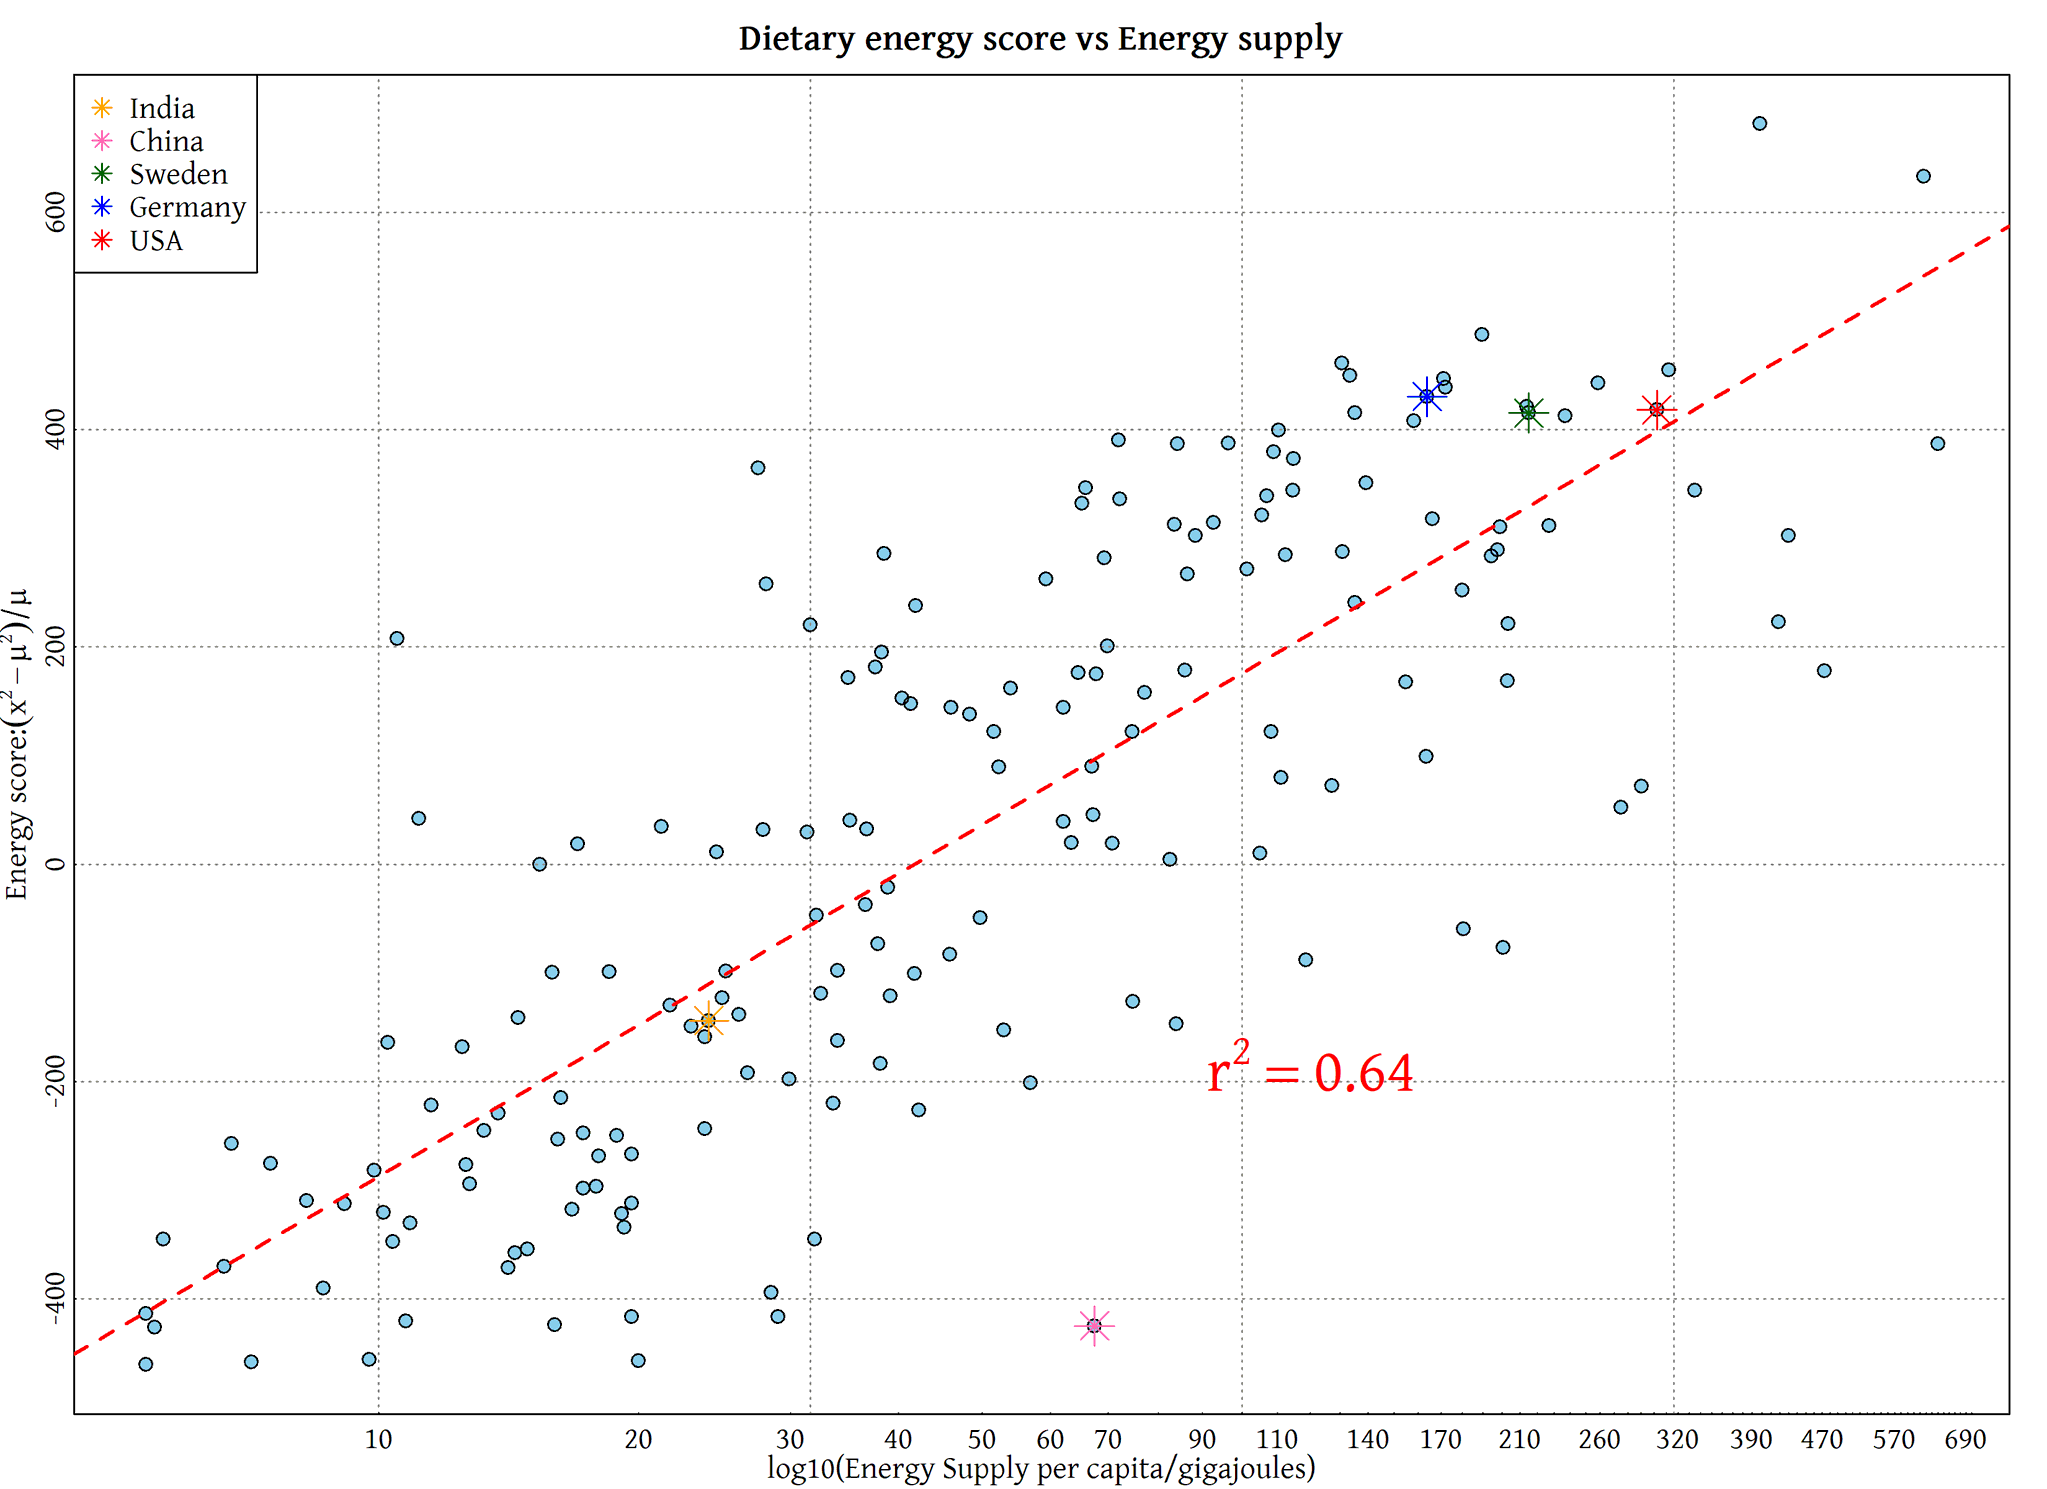 Dietary energy score vs Energy supply
India
China
Sweden
Germany
USA
600
400
200
0
-200
-400
Energy score:(x² − μ²)/μ
r² = 0.64
10 20 30 40 50 60 70 90 110 140 170 210 260 320 390 470 570 690
log10(Energy Supply per capita/gigajoules)